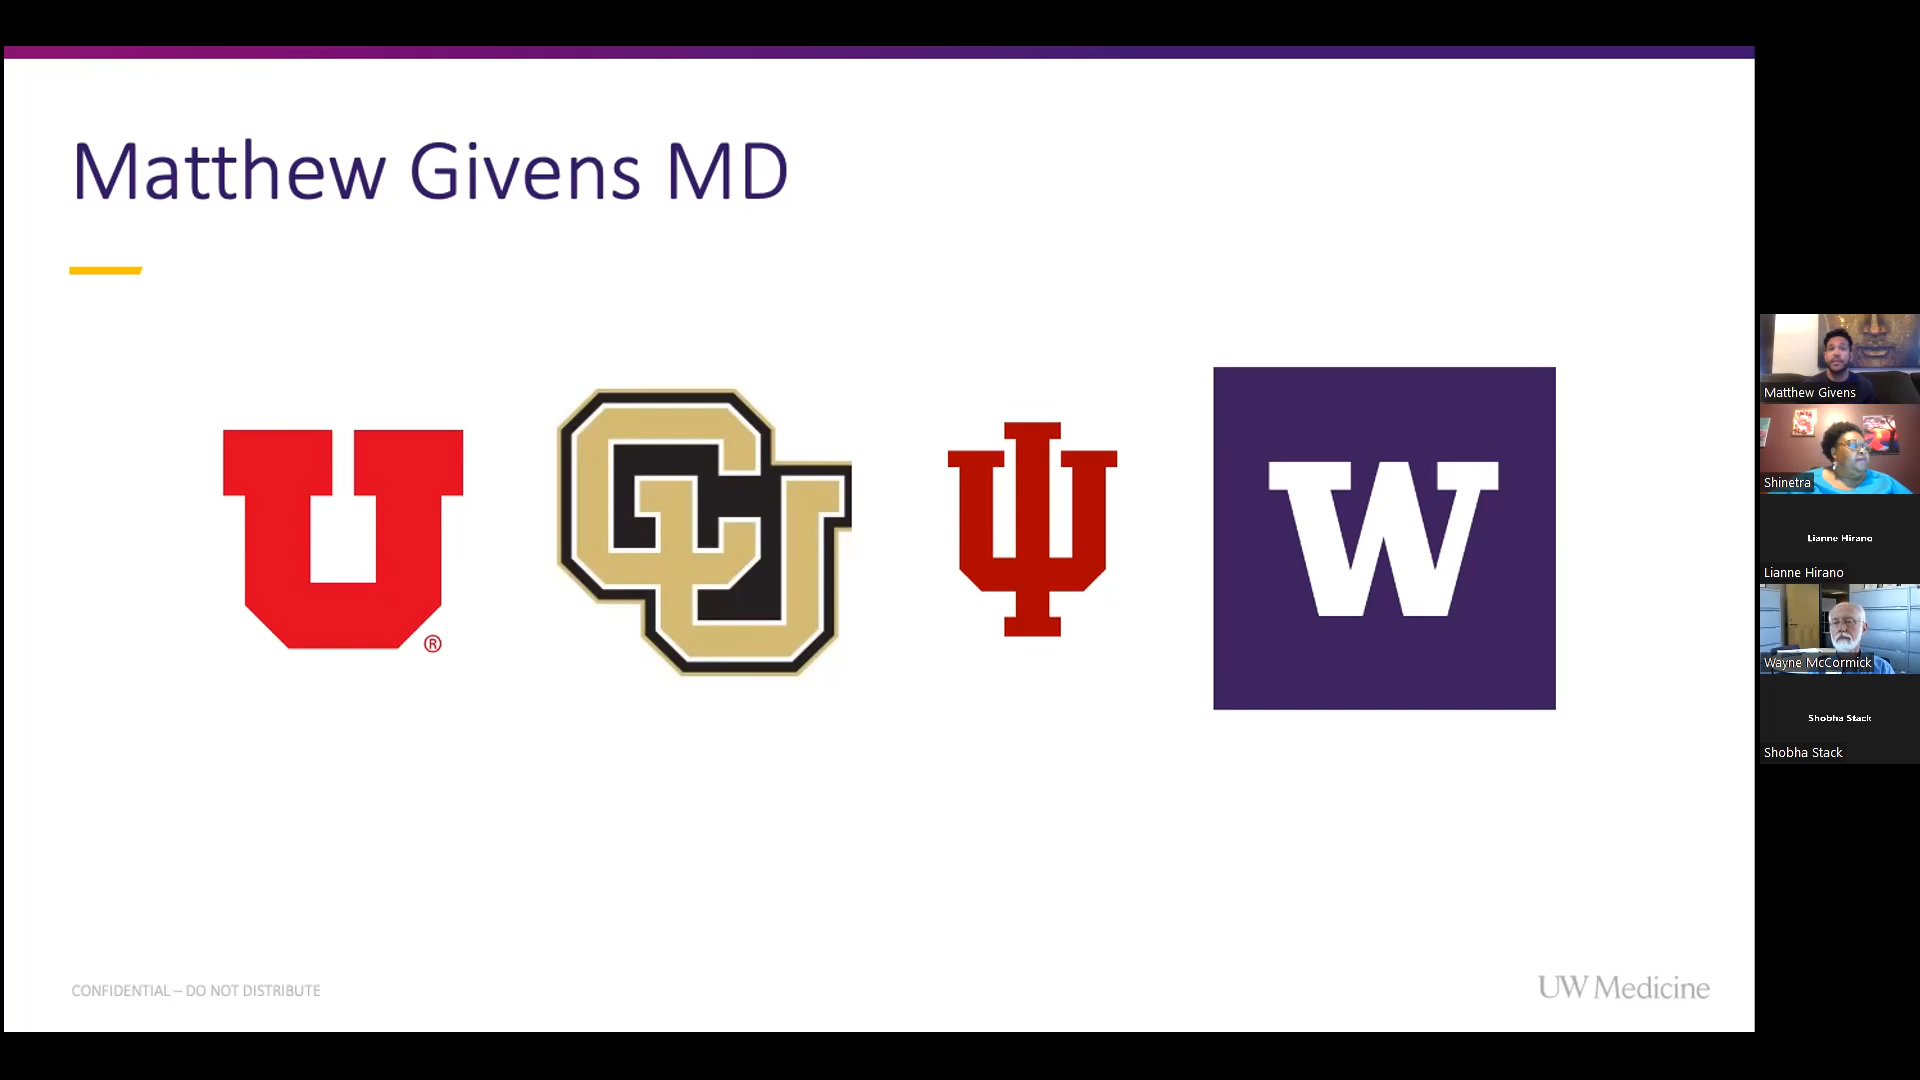 Matthew Givens MD
U
®
CU
IU
W
CONFIDENTIAL – DO NOT DISTRIBUTE
UW Medicine
Matthew Givens
Shinetra
Lianne Hirano
Lianne Hirano
Wayne McCormick
Shobha Stack
Shobha Stack